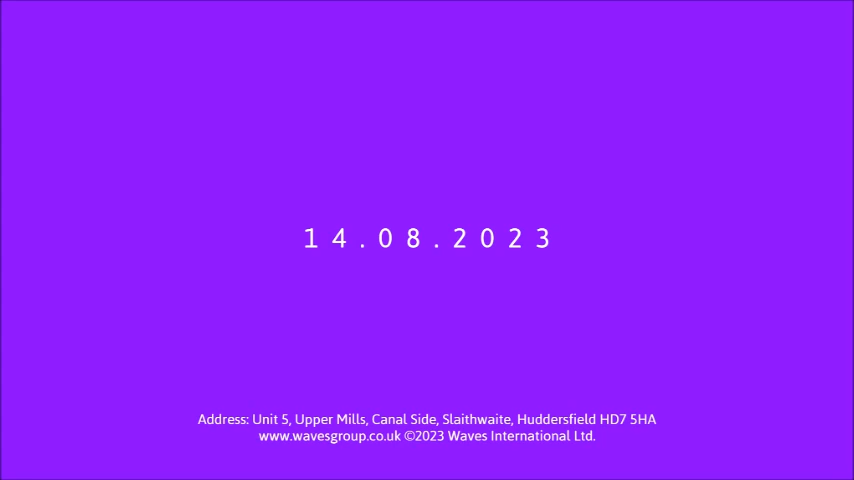 14.08.2023
Address: Unit 5, Upper Mills, Canal Side, Slaithwaite, Huddersfield HD7 5HA
www.wavesgroup.co.uk ©2023 Waves International Ltd.